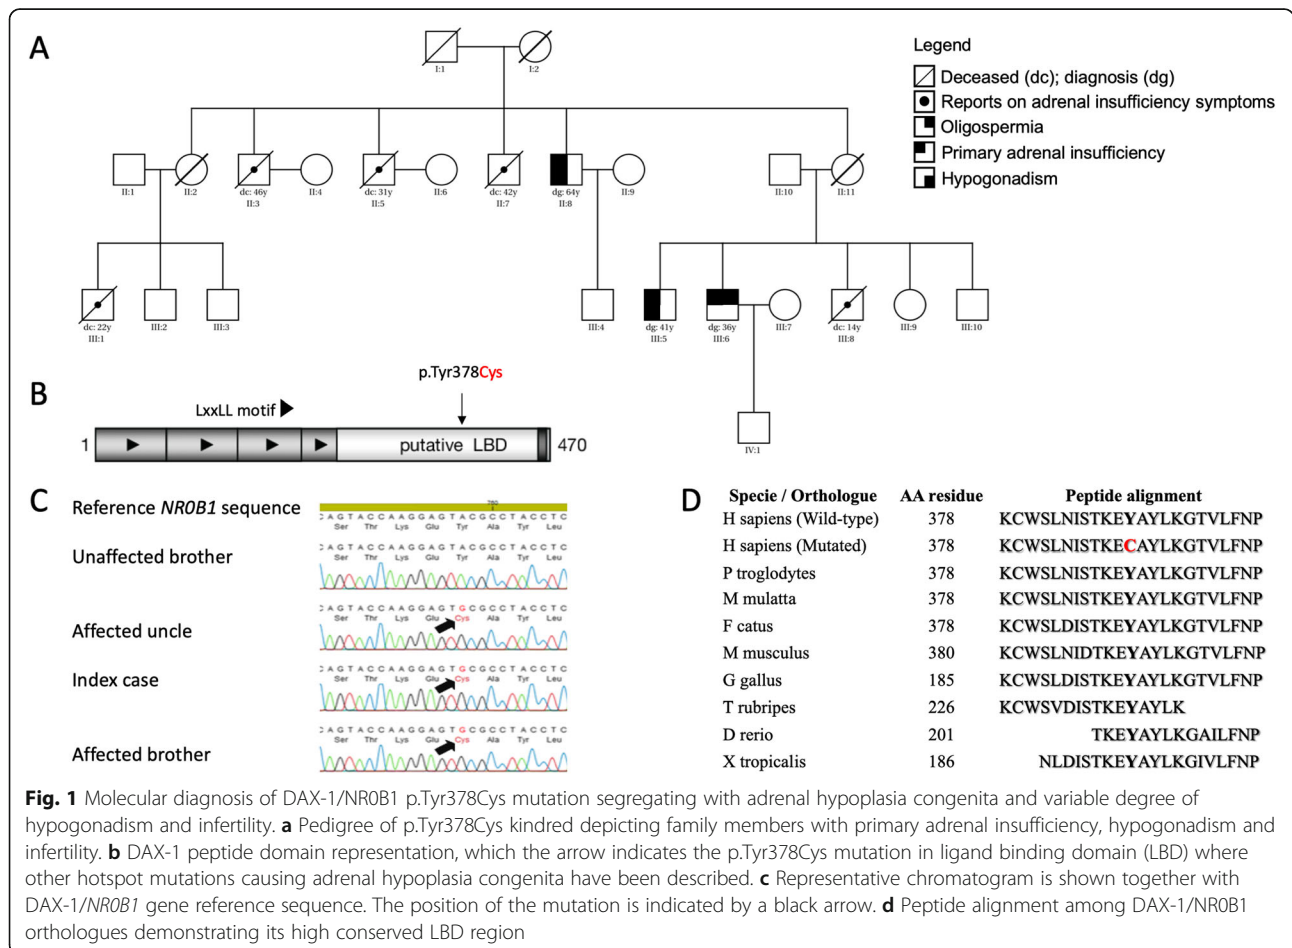 A
Legend
Deceased (dc); diagnosis (dg)
Reports on adrenal insufficiency symptoms
Oligospermia
Primary adrenal insufficiency
Hypogonadism
I:1
I:2
II:1
II:2
dc: 46y
II:3
II:4
dc: 31y
II:5
II:6
dc: 42y
II:7
dg: 64y
II:8
II:9
II:10
II:11
dc: 22y
III:1
III:2
III:3
III:4
dg: 41y
III:5
dg: 36y
III:6
III:7
dc: 14y
III:8
III:9
III:10
IV:1
B
p.Tyr378Cys
LxxLL motif
1
putative LBD
470
C
Reference NR0B1 sequence
C A G T A C C A A G G A G T A C G C C T A C C T C
Ser Thr Lys Glu Tyr Ala Tyr Leu
Unaffected brother
C A G T A C C A A G G A G T A C G C C T A C C T C
Ser Thr Lys Glu Tyr Ala Tyr Leu
Affected uncle
C A G T A C C A A G G A G T G C G C C T A C C T C
Ser Thr Lys Glu Cys Ala Tyr Leu
Index case
C A G T A C C A A G G A G T G C G C C T A C C T C
Ser Thr Lys Glu Cys Ala Tyr Leu
Affected brother
C A G T A C C A A G G A G T G C G C C T A C C T C
Ser Thr Lys Glu Cys Ala Tyr Leu
D
Specie / Orthologue AA residue Peptide alignment
H sapiens (Wild-type) 378 KCWSLNISTKEYAYLKGTVLFNP
H sapiens (Mutated) 378 KCWSLNISTKECAYLKGTVLFNP
P troglodytes 378 KCWSLNISTKEYAYLKGTVLFNP
M mulatta 378 KCWSLNISTKEYAYLKGTVLFNP
F catus 378 KCWSLDISTKEYAYLKGTVLFNP
M musculus 380 KCWSLNIDTKEYAYLKGTVLFNP
G gallus 185 KCWSLDISTKEYAYLKGTVLFNP
T rubripes 226 KCWSVDISTKEYAYLK
D rerio 201 TKEYAYLKGAILFNP
X tropicalis 186 NLDISTKEYAYLKGIVLFNP
Fig. 1 Molecular diagnosis of DAX-1/NR0B1 p.Tyr378Cys mutation segregating with adrenal hypoplasia congenita and variable degree of
hypogonadism and infertility. a Pedigree of p.Tyr378Cys kindred depicting family members with primary adrenal insufficiency, hypogonadism and
infertility. b DAX-1 peptide domain representation, which the arrow indicates the p.Tyr378Cys mutation in ligand binding domain (LBD) where
other hotspot mutations causing adrenal hypoplasia congenita have been described. c Representative chromatogram is shown together with
DAX-1/NR0B1 gene reference sequence. The position of the mutation is indicated by a black arrow. d Peptide alignment among DAX-1/NR0B1
orthologues demonstrating its high conserved LBD region